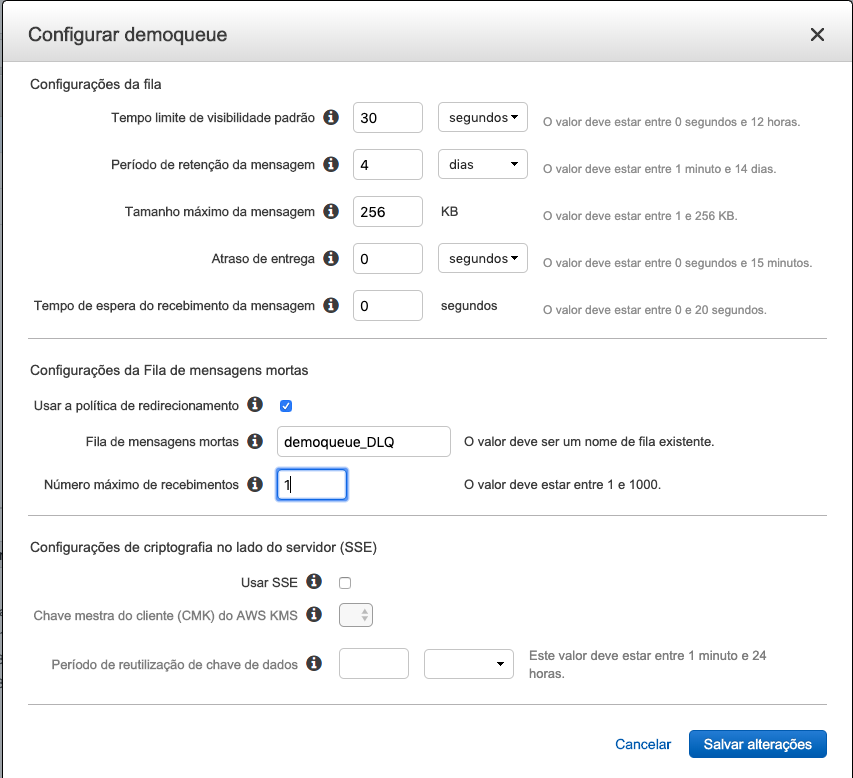 Configurar demoqueue
Configurações da fila
Tempo limite de visibilidade padrão 30 segundos O valor deve estar entre 0 segundos e 12 horas.
Período de retenção da mensagem 4 dias O valor deve estar entre 1 minuto e 14 dias.
Tamanho máximo da mensagem 256 KB O valor deve estar entre 1 e 256 KB.
Atraso de entrega 0 segundos O valor deve estar entre 0 segundos e 15 minutos.
Tempo de espera do recebimento da mensagem 0 segundos O valor deve estar entre 0 e 20 segundos.
Configurações da Fila de mensagens mortas
Usar a política de redirecionamento
Fila de mensagens mortas demoqueue_DLQ O valor deve ser um nome de fila existente.
Número máximo de recebimentos 1 O valor deve estar entre 1 e 1000.
Configurações de criptografia no lado do servidor (SSE)
Usar SSE
Chave mestra do cliente (CMK) do AWS KMS
Período de reutilização de chave de dados Este valor deve estar entre 1 minuto e 24
horas.
Cancelar Salvar alterações